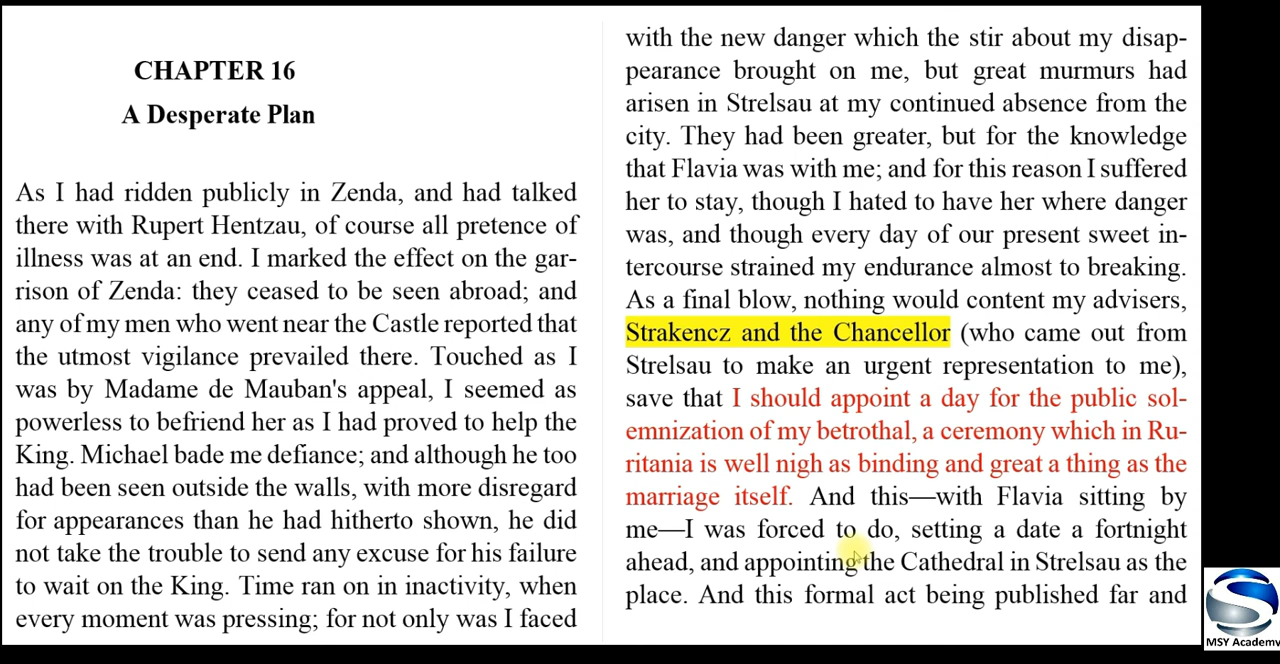 CHAPTER 16
A Desperate Plan
As I had ridden publicly in Zenda, and had talked
there with Rupert Hentzau, of course all pretence of
illness was at an end. I marked the effect on the gar-
rison of Zenda: they ceased to be seen abroad; and
any of my men who went near the Castle reported that
the utmost vigilance prevailed there. Touched as I
was by Madame de Mauban's appeal, I seemed as
powerless to befriend her as I had proved to help the
King. Michael bade me defiance; and although he too
had been seen outside the walls, with more disregard
for appearances than he had hitherto shown, he did
not take the trouble to send any excuse for his failure
to wait on the King. Time ran on in inactivity, when
every moment was pressing; for not only was I faced
with the new danger which the stir about my disap-
pearance brought on me, but great murmurs had
arisen in Strelsau at my continued absence from the
city. They had been greater, but for the knowledge
that Flavia was with me; and for this reason I suffered
her to stay, though I hated to have her where danger
was, and though every day of our present sweet in-
tercourse strained my endurance almost to breaking.
As a final blow, nothing would content my advisers,
Strakencz and the Chancellor (who came out from
Strelsau to make an urgent representation to me),
save that I should appoint a day for the public sol-
emnization of my betrothal, a ceremony which in Ru-
ritania is well nigh as binding and great a thing as the
marriage itself. And this—with Flavia sitting by
me—I was forced to do, setting a date a fortnight
ahead, and appointing the Cathedral in Strelsau as the
place. And this formal act being published far and
MSY Academy